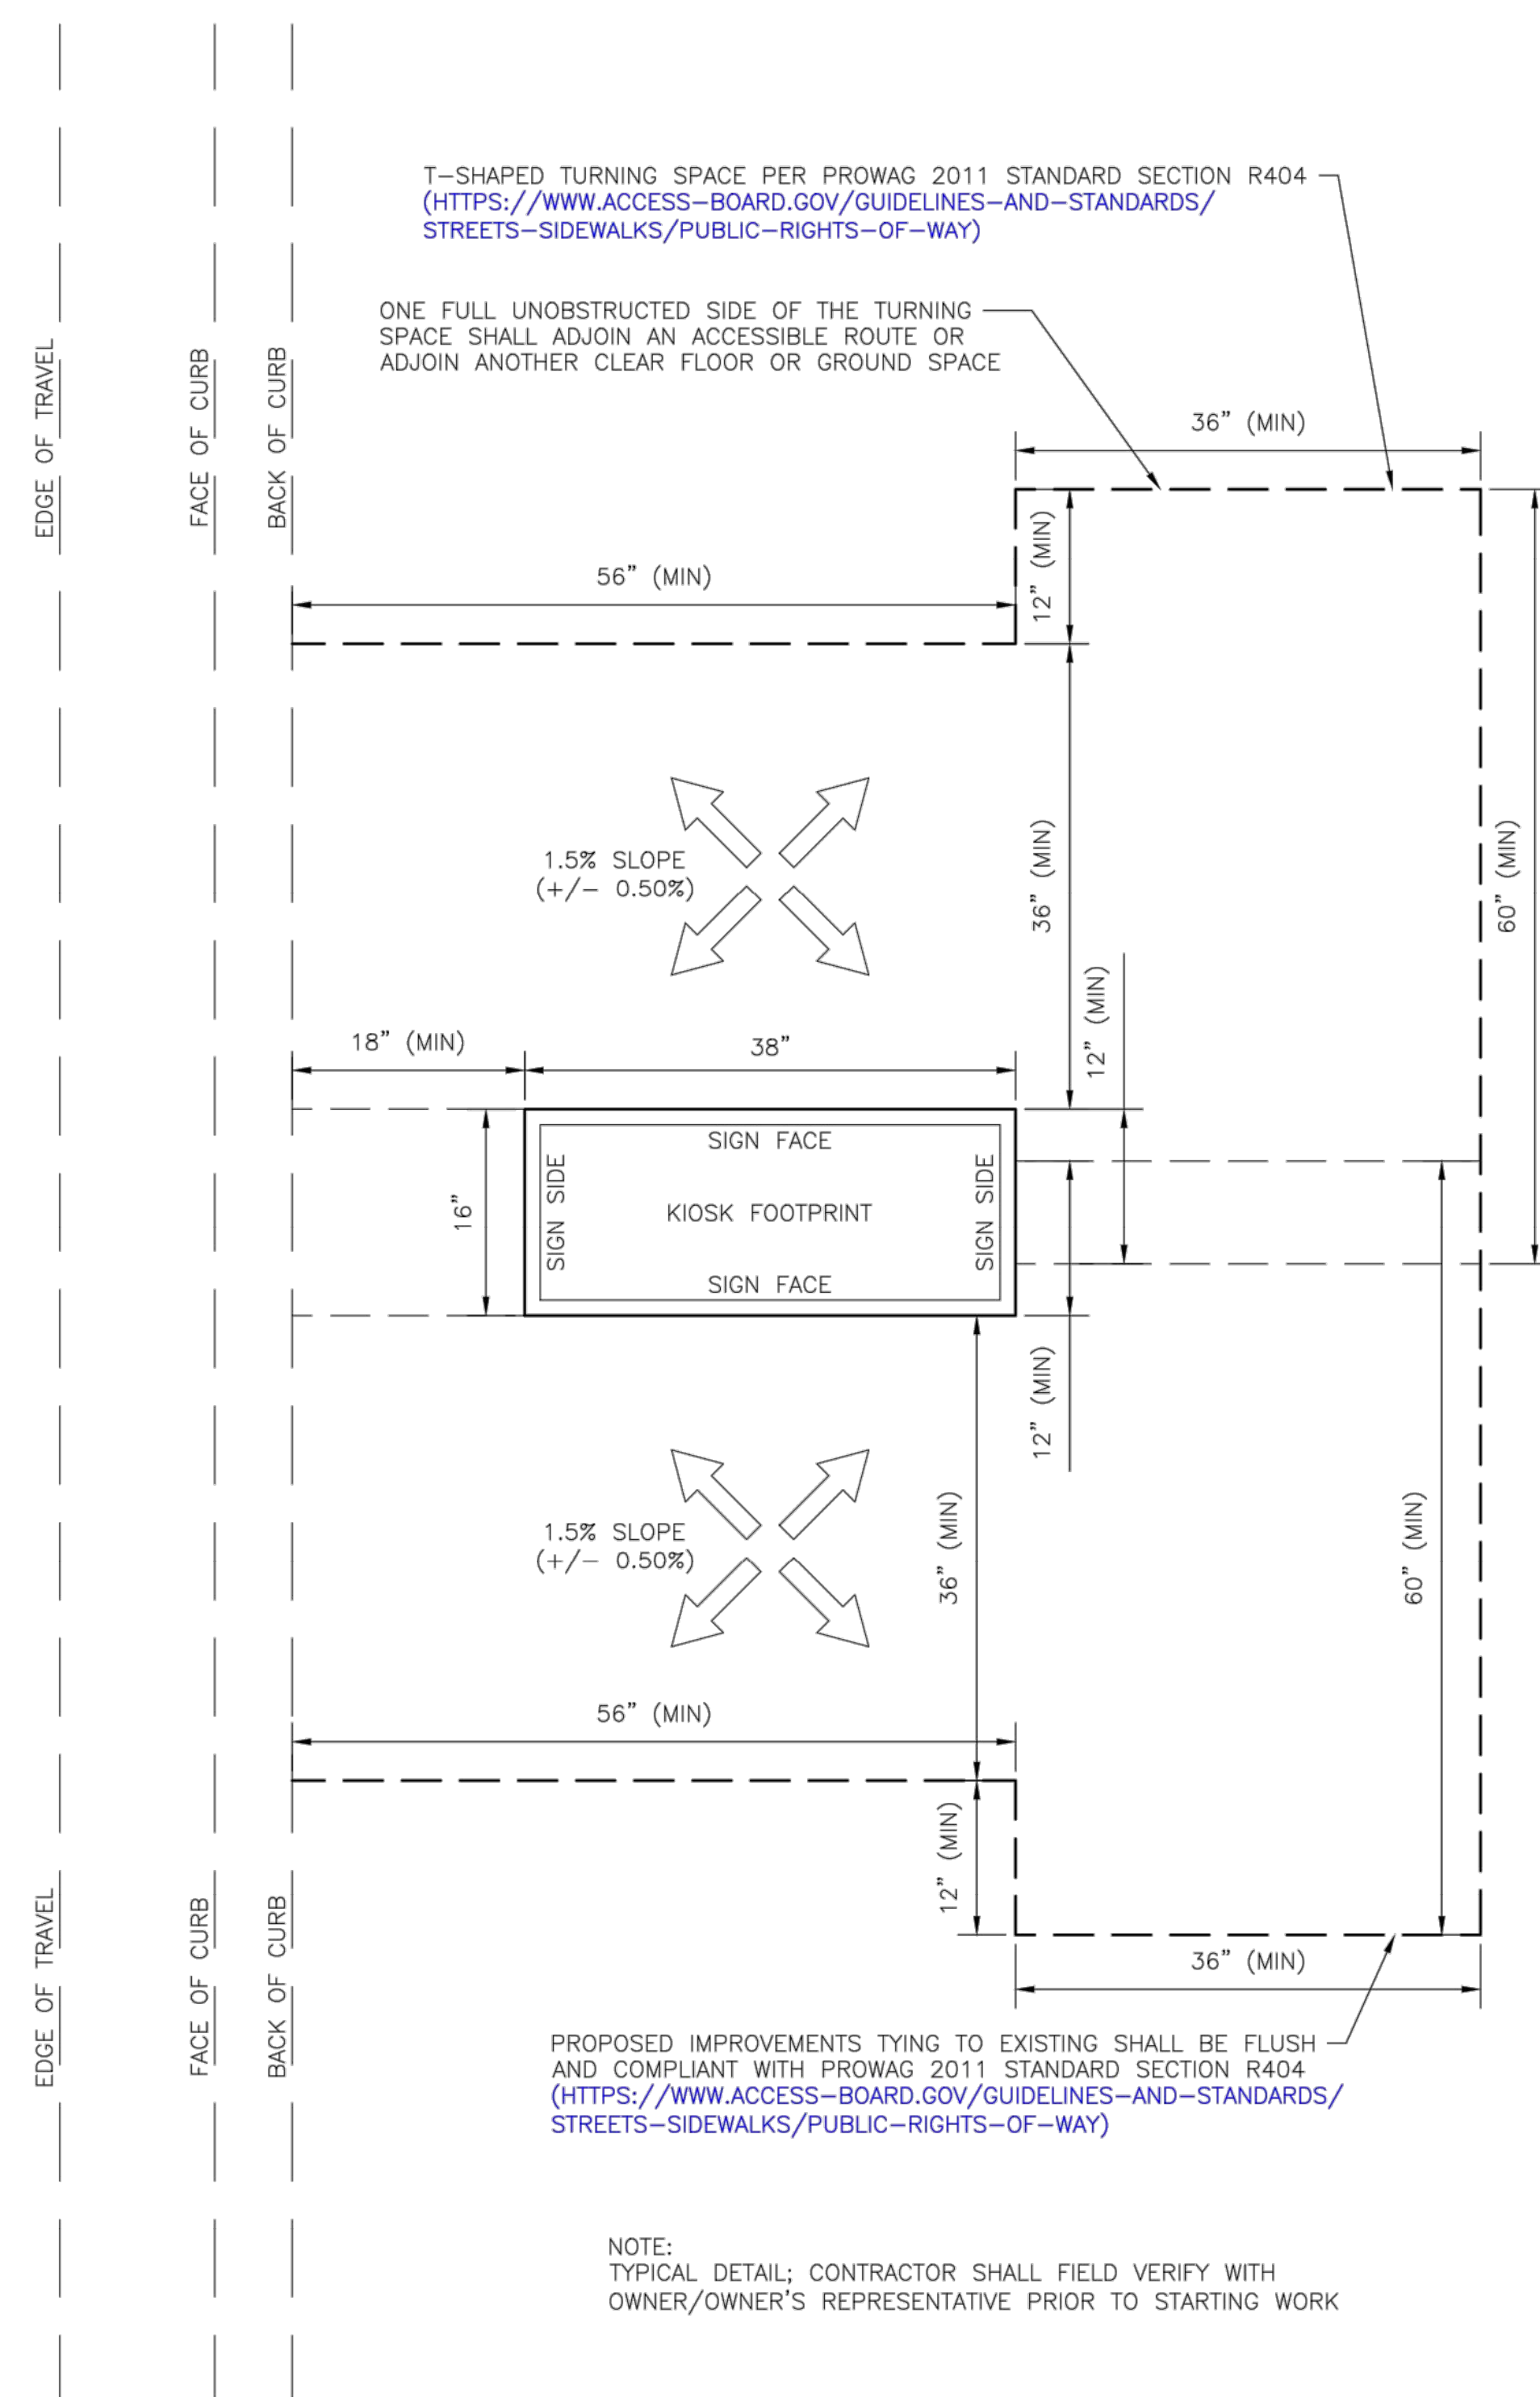 T-SHAPED TURNING SPACE PER PROWAG 2011 STANDARD SECTION R404
(HTTPS://WWW.ACCESS-BOARD.GOV/GUIDELINES-AND-STANDARDS/
STREETS-SIDEWALKS/PUBLIC-RIGHTS-OF-WAY)
ONE FULL UNOBSTRUCTED SIDE OF THE TURNING
SPACE SHALL ADJOIN AN ACCESSIBLE ROUTE OR
ADJOIN ANOTHER CLEAR FLOOR OR GROUND SPACE
EDGE OF TRAVEL
FACE OF CURB
BACK OF CURB
36" (MIN)
12" (MIN)
56" (MIN)
36" (MIN)
60" (MIN)
1.5% SLOPE
(+/- 0.50%)
12" (MIN)
18" (MIN)
38"
16"
SIGN FACE
SIGN SIDE
KIOSK FOOTPRINT
SIGN SIDE
SIGN FACE
12" (MIN)
1.5% SLOPE
(+/- 0.50%)
36" (MIN)
60" (MIN)
56" (MIN)
12" (MIN)
36" (MIN)
EDGE OF TRAVEL
FACE OF CURB
BACK OF CURB
PROPOSED IMPROVEMENTS TYING TO EXISTING SHALL BE FLUSH
AND COMPLIANT WITH PROWAG 2011 STANDARD SECTION R404
(HTTPS://WWW.ACCESS-BOARD.GOV/GUIDELINES-AND-STANDARDS/
STREETS-SIDEWALKS/PUBLIC-RIGHTS-OF-WAY)
NOTE:
TYPICAL DETAIL; CONTRACTOR SHALL FIELD VERIFY WITH
OWNER/OWNER'S REPRESENTATIVE PRIOR TO STARTING WORK